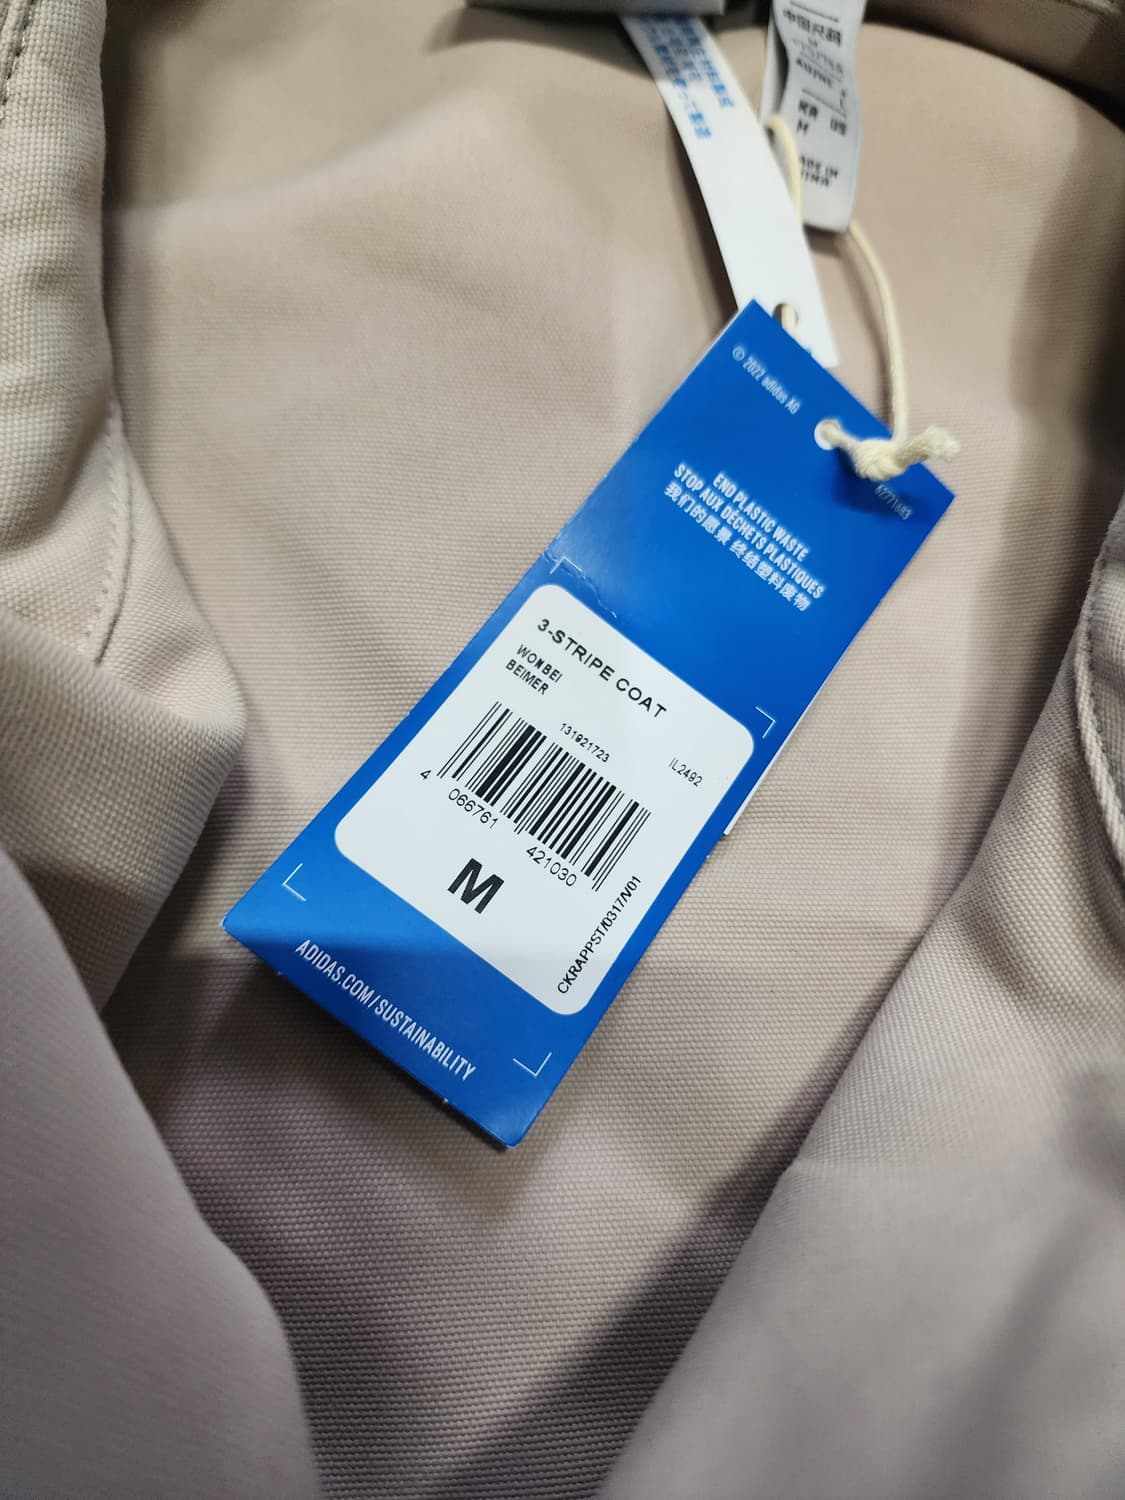 © 2022 adidas AG
62271683
END PLASTIC WASTE
STOP AUX DÉCHETS PLASTIQUES
我们的愿景 终结塑料废物
3-STRIPE COAT
WONBEI
BEIMER
131921723
IL2492
4 066761 421030
M
CKRAPPST/0317/V01
ADIDAS.COM/SUSTAINABILITY
M